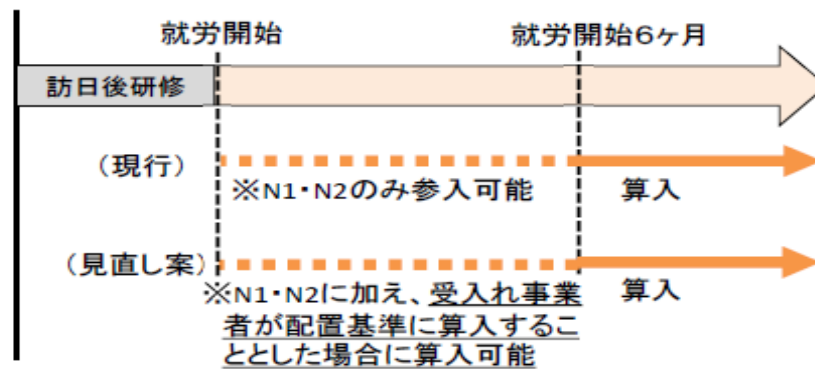 就労開始 就労開始6ヶ月
訪日後研修
（現行）
※N1・N2のみ参入可能 算入
（見直し案）
※N1・N2に加え、受入れ事業 算入
者が配置基準に算入するこ
ととした場合に算入可能